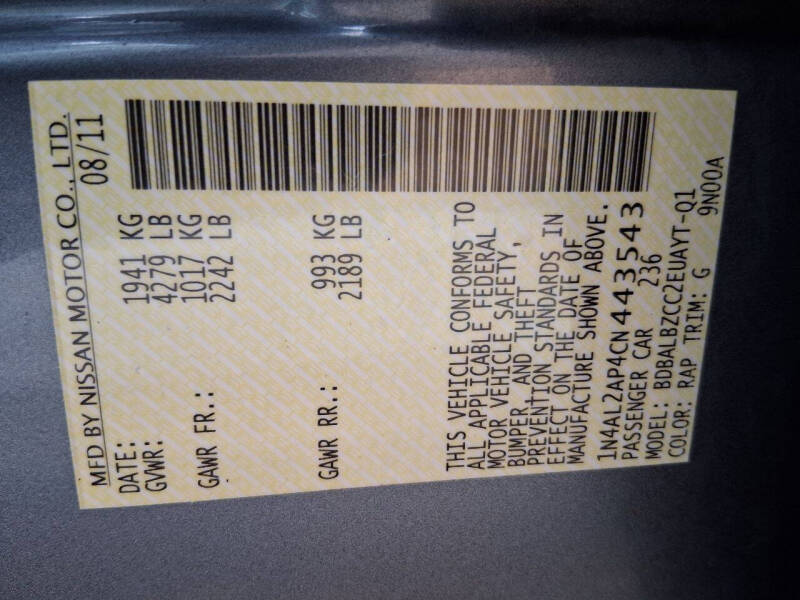 MFD BY NISSAN MOTOR CO., LTD.
DATE: 08/11
GVWR: 1941 KG
4279 LB
GAWR FR.: 1017 KG
2242 LB
GAWR RR.: 993 KG
2189 LB
THIS VEHICLE CONFORMS TO
ALL APPLICABLE FEDERAL
MOTOR VEHICLE SAFETY,
BUMPER, AND THEFT
PREVENTION STANDARDS IN
EFFECT ON THE DATE OF
MANUFACTURE SHOWN ABOVE.
1N4AL2AP4CN443543
PASSENGER CAR 236
MODEL: BDBALBZCC2EUAYT-Q1
COLOR: RAP TRIM: G 9N00A